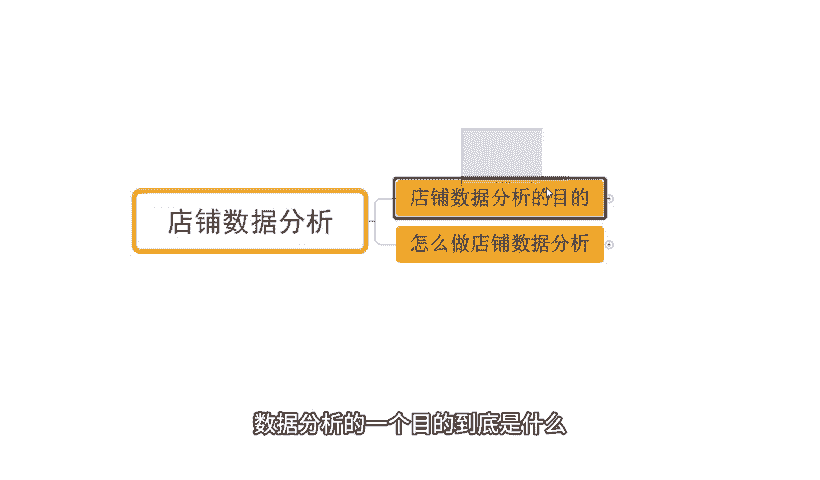 店铺数据分析
店铺数据分析的目的
怎么做店铺数据分析
数据分析的一个目的到底是什么